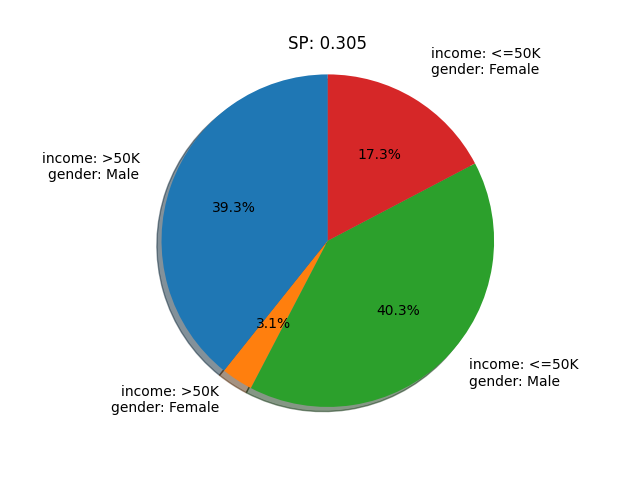 SP: 0.305
income: <=50K
gender: Female
17.3%
income: >50K
gender: Male
39.3%
40.3%
3.1%
income: <=50K
gender: Male
income: >50K
gender: Female